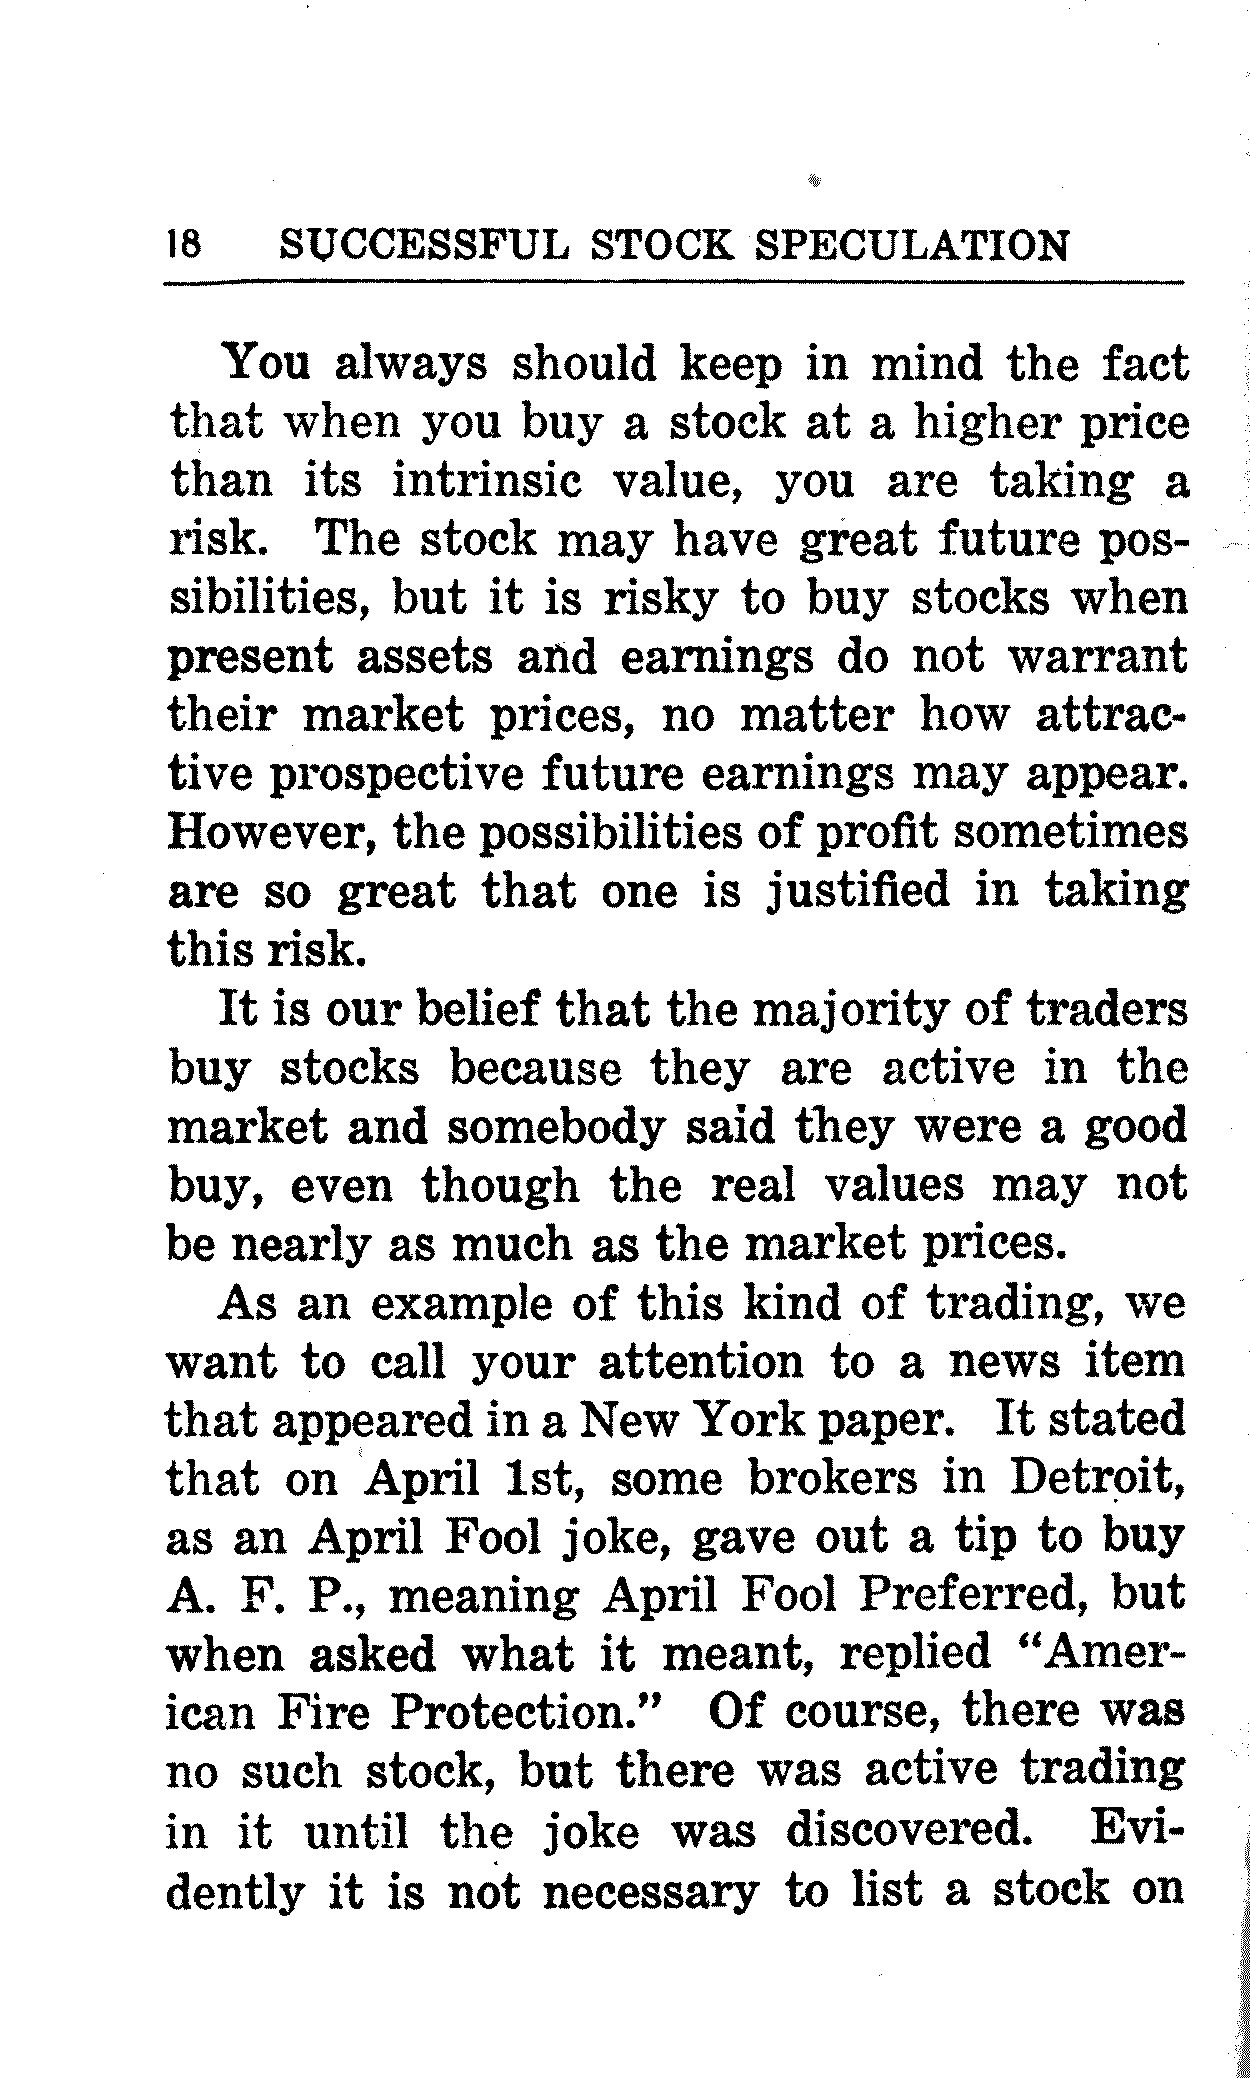 18 SUCCESSFUL STOCK SPECULATION
You always should keep in mind the fact
that when you buy a stock at a higher price
than its intrinsic value, you are taking a
risk. The stock may have great future pos-
sibilities, but it is risky to buy stocks when
present assets and earnings do not warrant
their market prices, no matter how attrac-
tive prospective future earnings may appear.
However, the possibilities of profit sometimes
are so great that one is justified in taking
this risk.
It is our belief that the majority of traders
buy stocks because they are active in the
market and somebody said they were a good
buy, even though the real values may not
be nearly as much as the market prices.
As an example of this kind of trading, we
want to call your attention to a news item
that appeared in a New York paper. It stated
that on April 1st, some brokers in Detroit,
as an April Fool joke, gave out a tip to buy
A. F. P., meaning April Fool Preferred, but
when asked what it meant, replied “Amer-
ican Fire Protection.” Of course, there was
no such stock, but there was active trading
in it until the joke was discovered. Evi-
dently it is not necessary to list a stock on